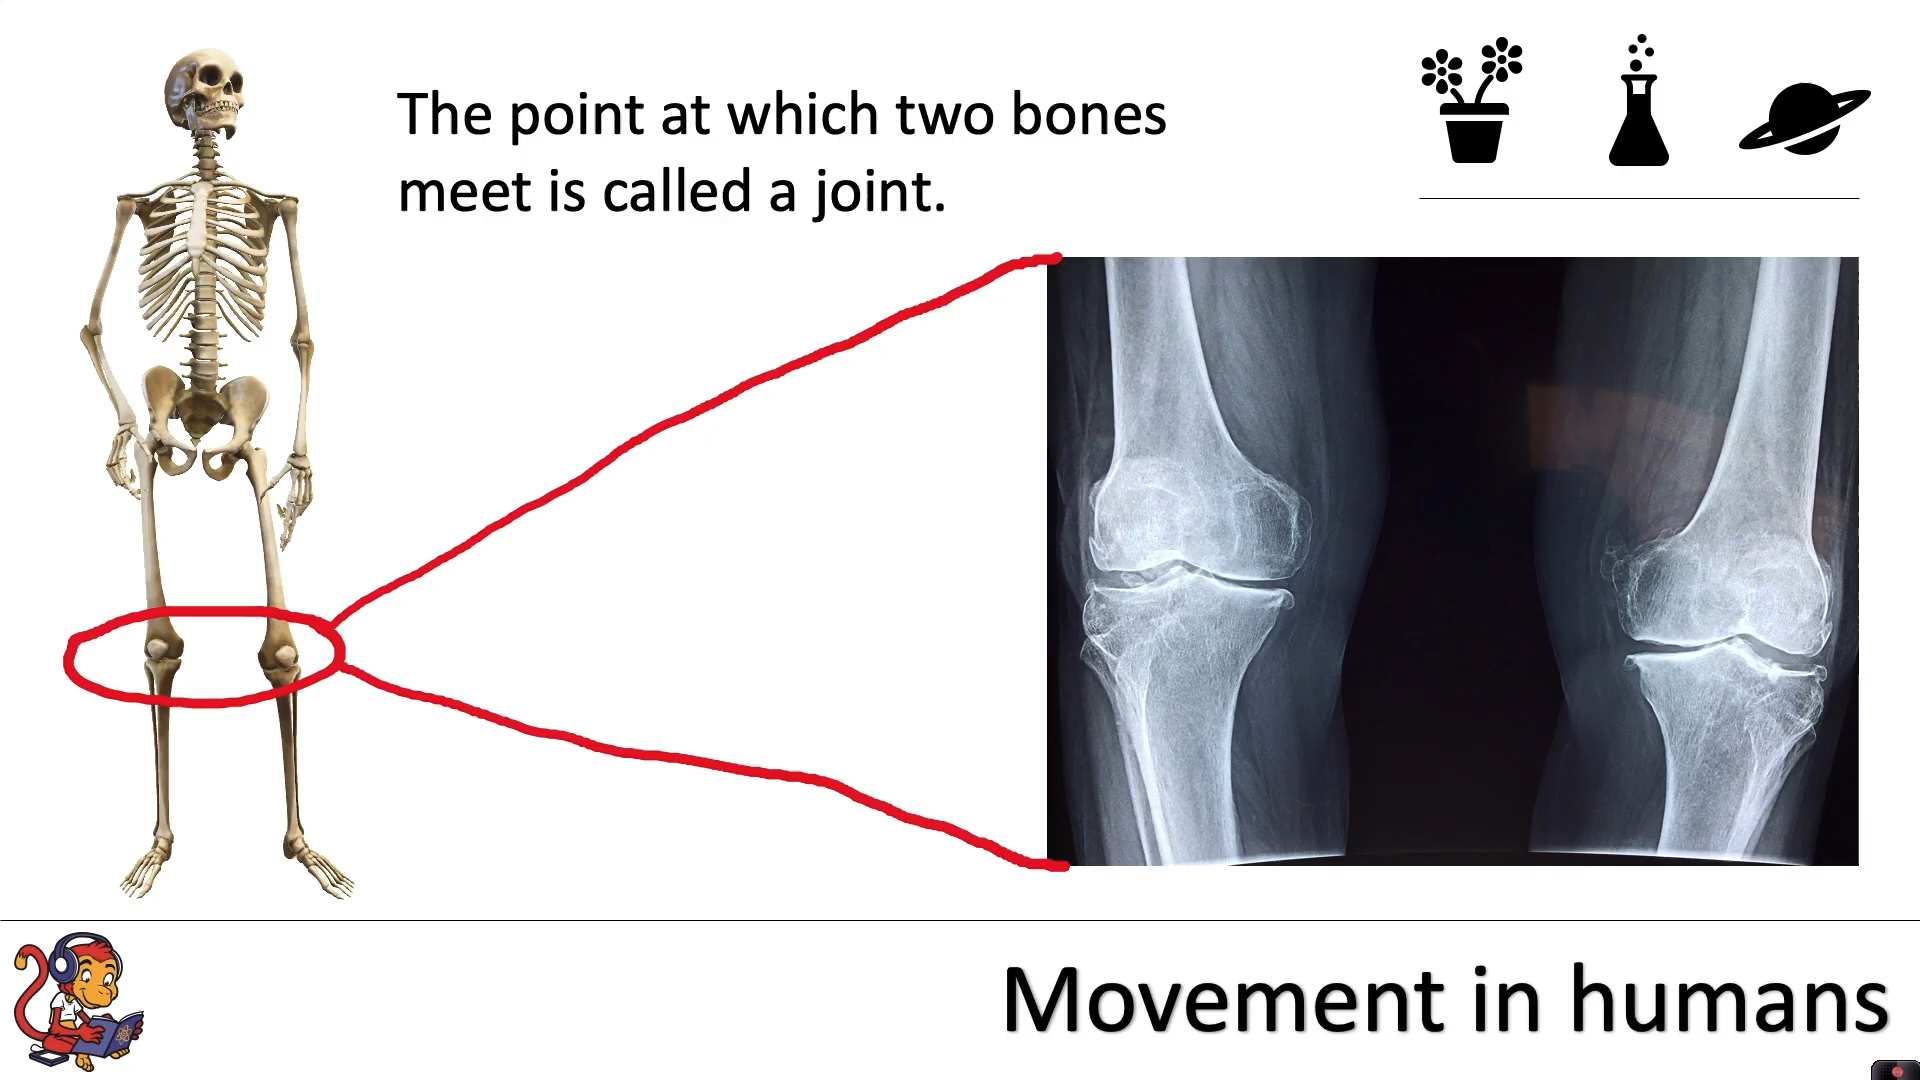 The point at which two bones
meet is called a joint.
Movement in humans